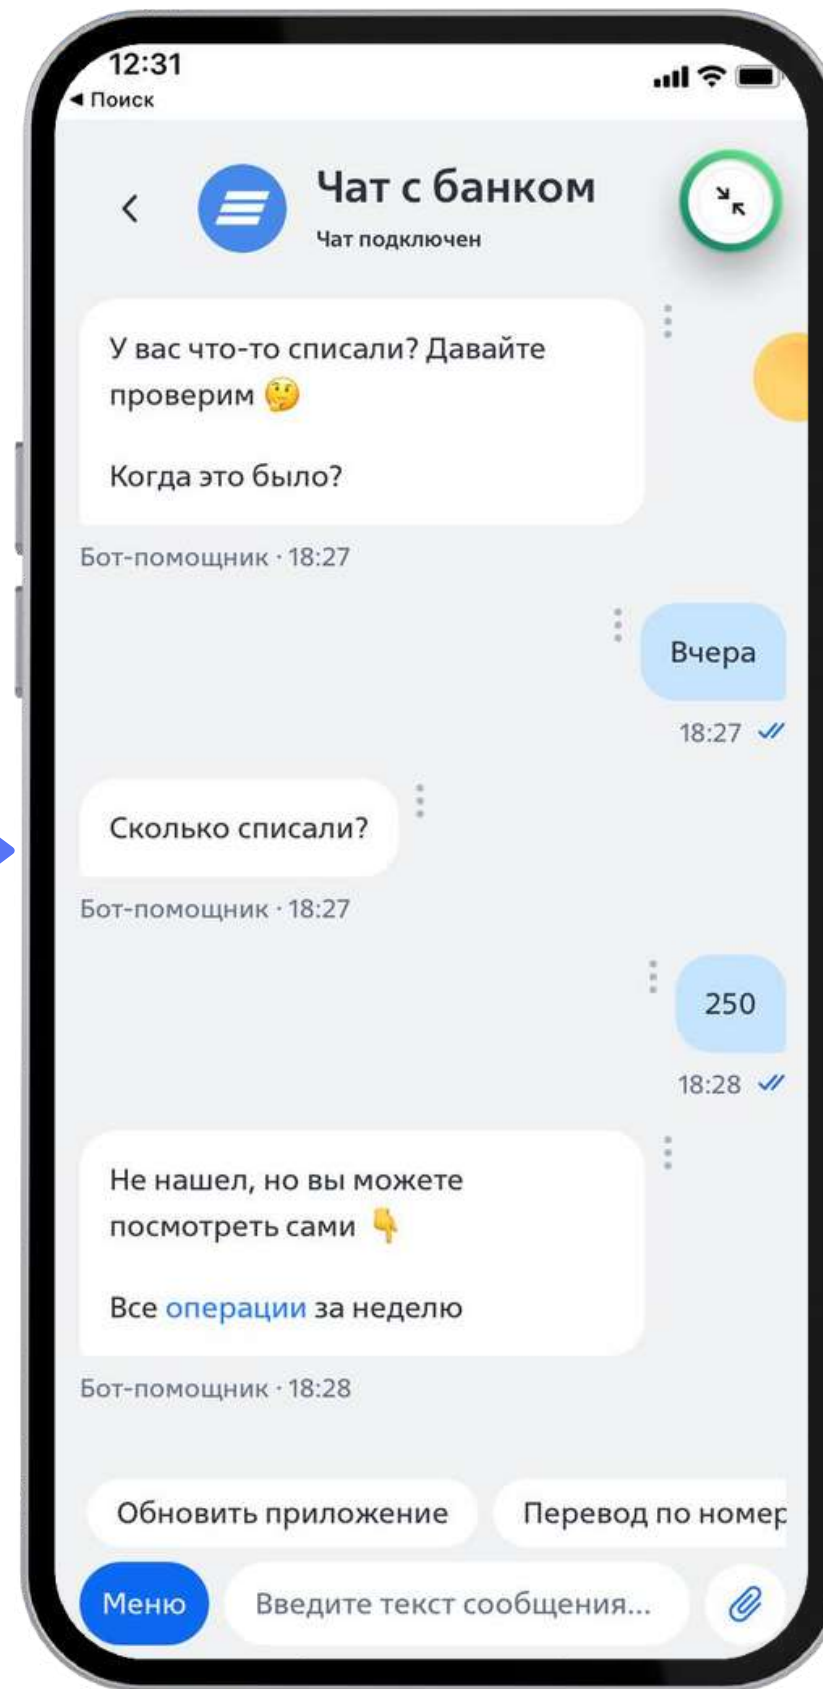 12:31
◀ Поиск
Чат с банком
Чат подключен
У вас что-то списали? Давайте
проверим 🤔
Когда это было?
Бот-помощник · 18:27
Вчера
18:27
Сколько списали?
Бот-помощник · 18:27
250
18:28
Не нашел, но вы можете
посмотреть сами 👇
Все операции за неделю
Бот-помощник · 18:28
Обновить приложение
Перевод по номер
Меню
Введите текст сообщения...